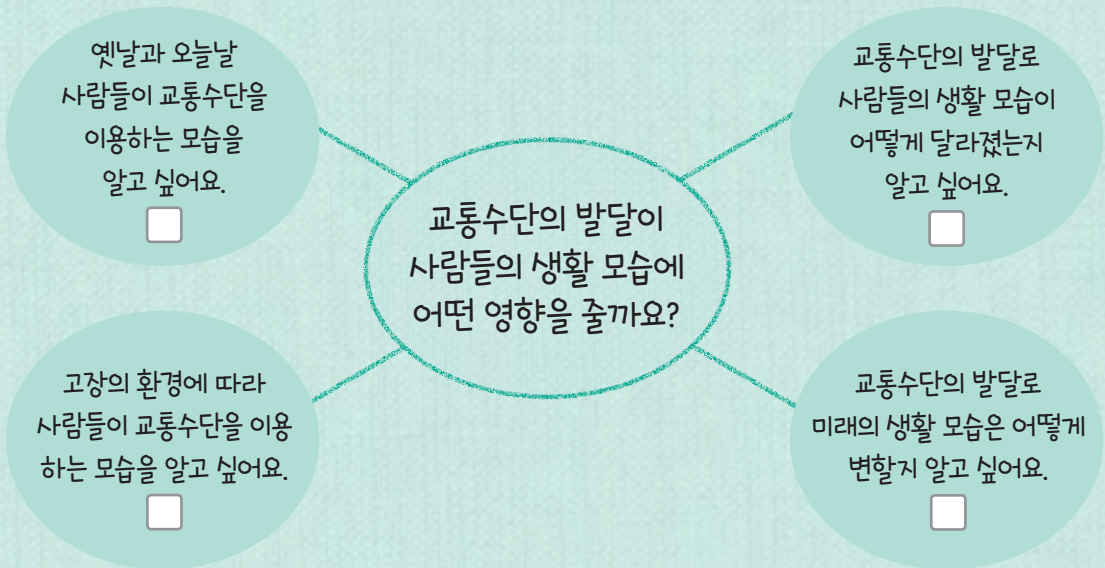 옛날과 오늘날
사람들이 교통수단을
이용하는 모습을
알고 싶어요.
교통수단의 발달로
사람들의 생활 모습이
어떻게 달라졌는지
알고 싶어요.
교통수단의 발달이
사람들의 생활 모습에
어떤 영향을 줄까요?
고장의 환경에 따라
사람들이 교통수단을 이용
하는 모습을 알고 싶어요.
교통수단의 발달로
미래의 생활 모습은 어떻게
변할지 알고 싶어요.